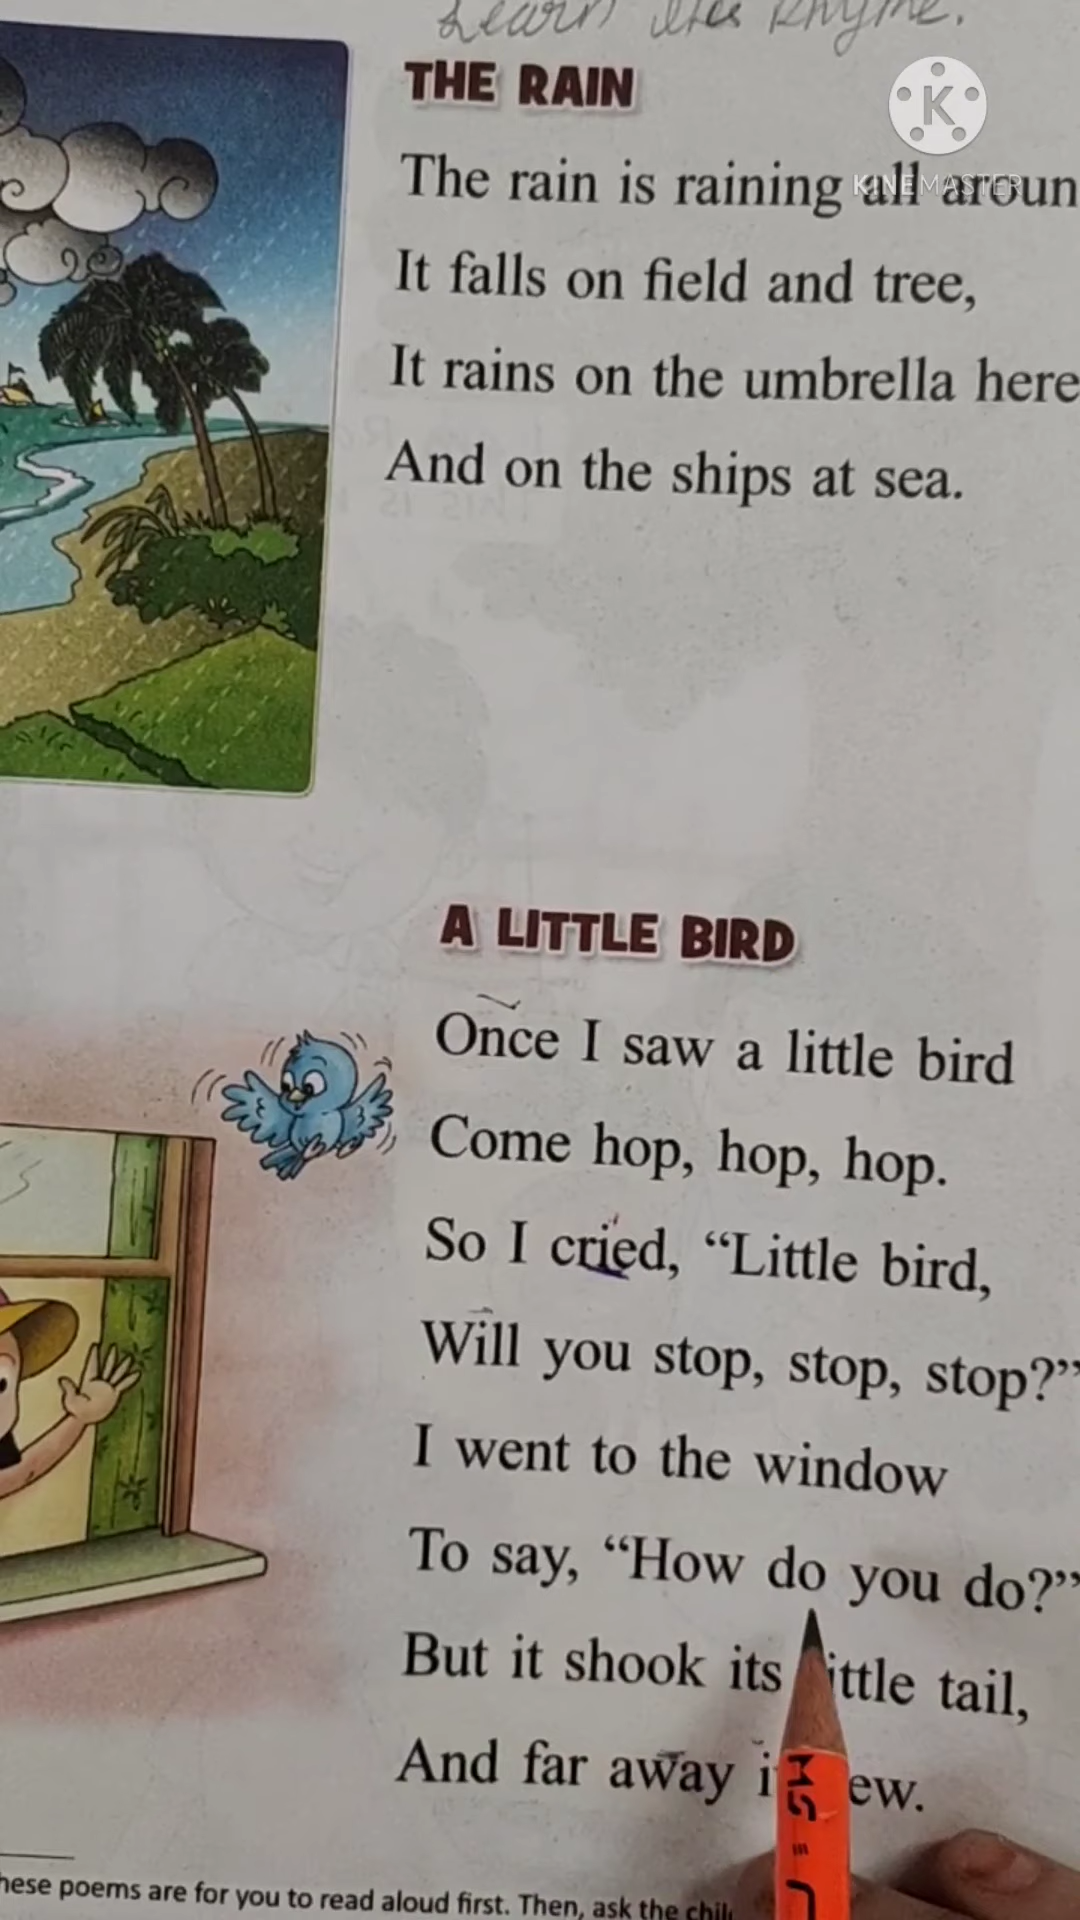 Learn this Rhyme.
THE RAIN
K
KINEMASTER
The rain is raining all aroun
It falls on field and tree,
It rains on the umbrella here
And on the ships at sea.
A LITTLE BIRD
Once I saw a little bird
Come hop, hop, hop.
So I cried, “Little bird,
Will you stop, stop, stop?”
I went to the window
To say, “How do you do?”
But it shook its ittle tail,
And far away i ew.
hese poems are for you to read aloud first. Then, ask the chil